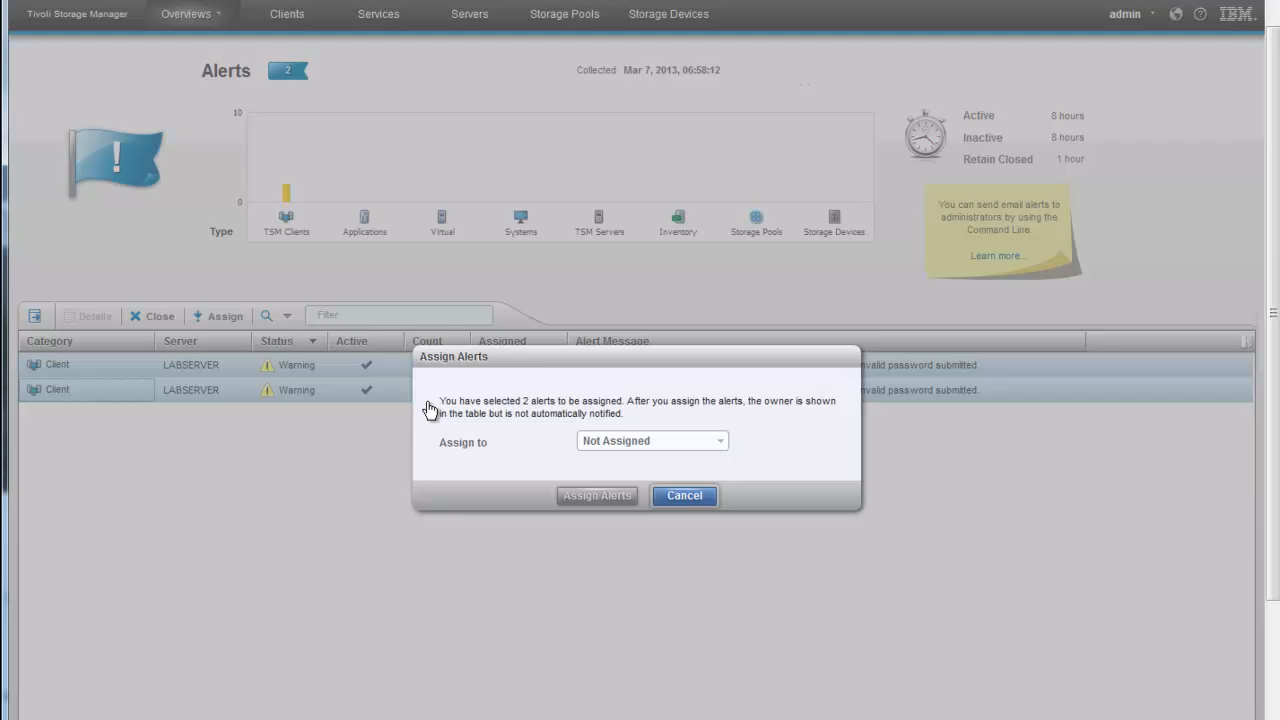 Tivoli Storage Manager Overviews Clients Services Servers Storage Pools Storage Devices admin IBM
Alerts 2 Collected Mar 7, 2013, 06:58:12
10
0
Type TSM Clients Applications Virtual Systems TSM Servers Inventory Storage Pools Storage Devices
Active 8 hours
Inactive 8 hours
Retain Closed 1 hour
You can send email alerts to
administrators by using the
Command Line.
Learn more...
Details Close Assign Filter
Category Server Status Active Count Assigned Alert Message
Client LABSERVER Warning nvalid password submitted.
Client LABSERVER Warning nvalid password submitted.
Assign Alerts
You have selected 2 alerts to be assigned. After you assign the alerts, the owner is shown
in the table but is not automatically notified.
Assign to Not Assigned
Assign Alerts Cancel